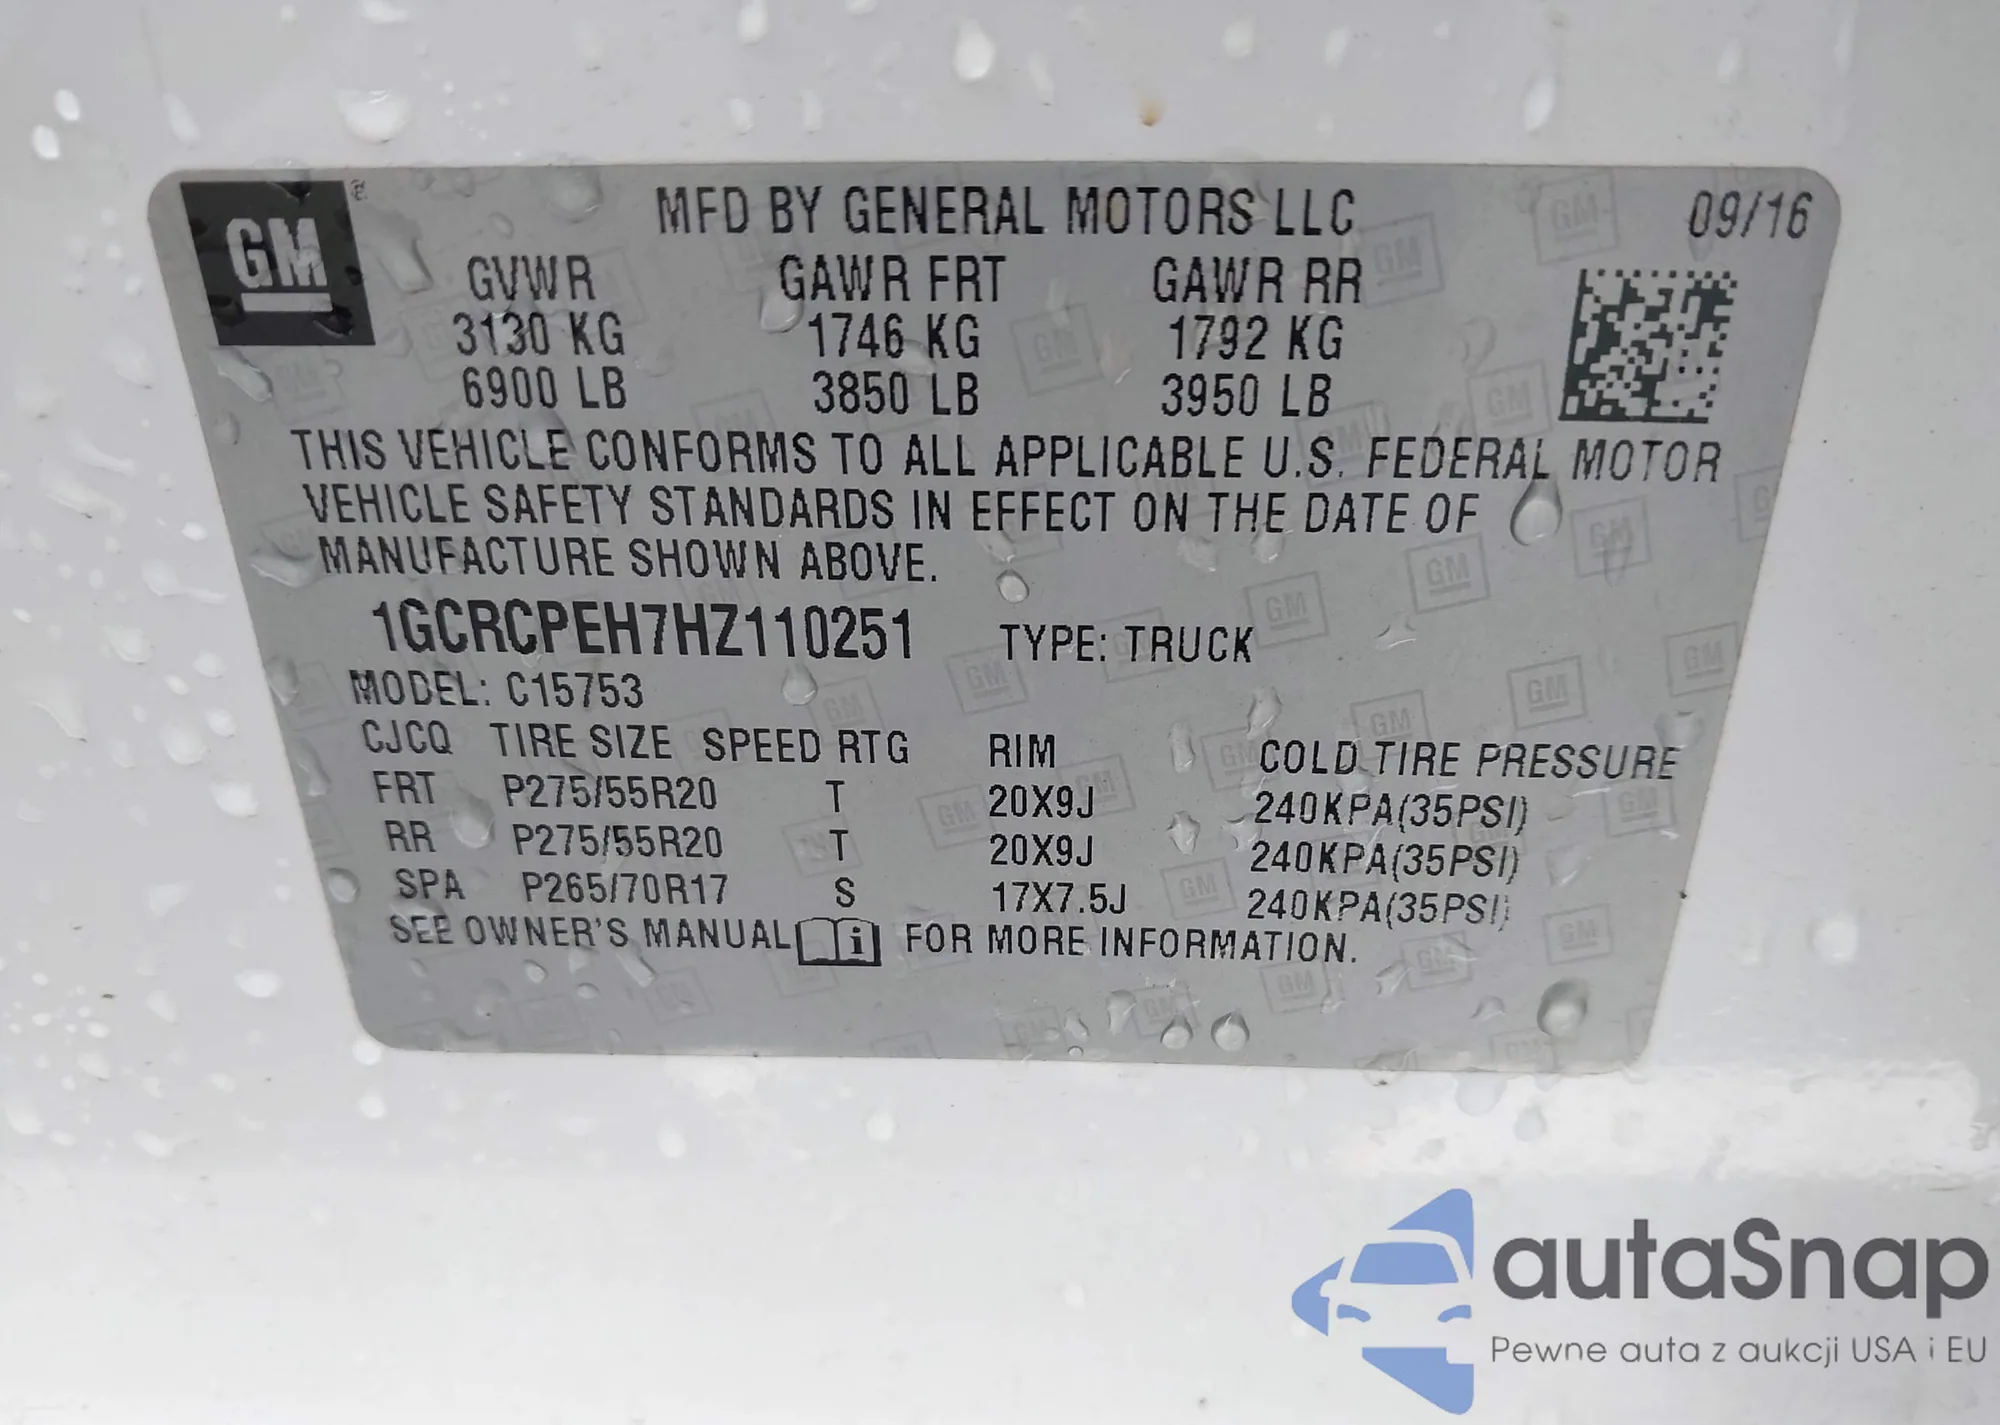 GM ®
MFD BY GENERAL MOTORS LLC 09/16
GVWR GAWR FRT GAWR RR
3130 KG 1746 KG 1792 KG
6900 LB 3850 LB 3950 LB
THIS VEHICLE CONFORMS TO ALL APPLICABLE U.S. FEDERAL MOTOR
VEHICLE SAFETY STANDARDS IN EFFECT ON THE DATE OF
MANUFACTURE SHOWN ABOVE.
1GCRCPEH7HZ110251 TYPE: TRUCK
MODEL: C15753
CJCQ TIRE SIZE SPEED RTG RIM COLD TIRE PRESSURE
FRT P275/55R20 T 20X9J 240KPA(35PSI)
RR P275/55R20 T 20X9J 240KPA(35PSI)
SPA P265/70R17 S 17X7.5J 240KPA(35PSI)
SEE OWNER'S MANUAL i FOR MORE INFORMATION.
autaSnap
Pewne auta z aukcji USA i EU